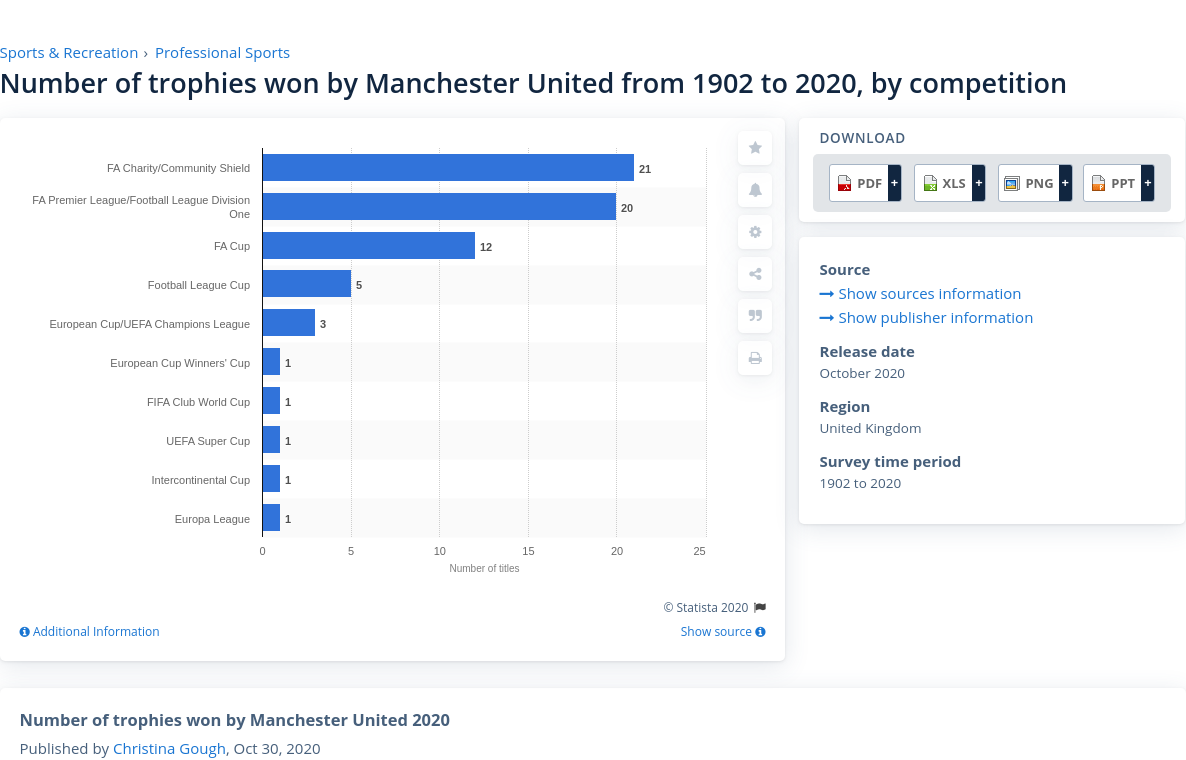 Sports & Recreation › Professional Sports
Number of trophies won by Manchester United from 1902 to 2020, by competition
FA Charity/Community Shield 21
FA Premier League/Football League Division
One 20
FA Cup 12
Football League Cup 5
European Cup/UEFA Champions League 3
European Cup Winners' Cup 1
FIFA Club World Cup 1
UEFA Super Cup 1
Intercontinental Cup 1
Europa League 1
0 5 10 15 20 25
Number of titles
© Statista 2020
Additional Information
Show source
DOWNLOAD
PDF + XLS + PNG + PPT +
Source
Show sources information
Show publisher information
Release date
October 2020
Region
United Kingdom
Survey time period
1902 to 2020
Number of trophies won by Manchester United 2020
Published by Christina Gough, Oct 30, 2020